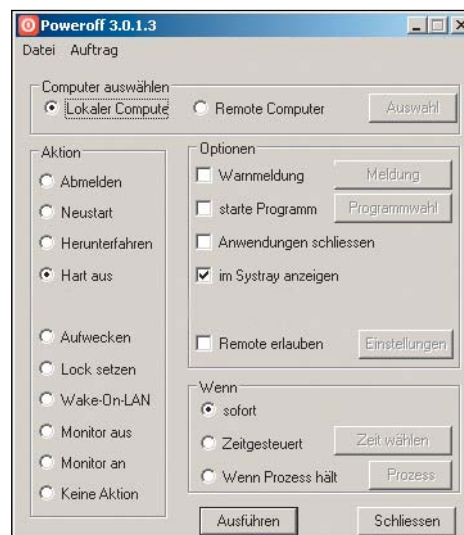 Poweroff 3.0.1.3
Datei Auftrag
Computer auswählen
Lokaler Compute
Remote Computer
Auswahl
Aktion
Abmelden
Neustart
Herunterfahren
Hart aus
Aufwecken
Lock setzen
Wake-On-LAN
Monitor aus
Monitor an
Keine Aktion
Optionen
Warnmeldung
Meldung
starte Programm
Programmwahl
Anwendungen schliessen
im Systray anzeigen
Remote erlauben
Einstellungen
Wenn
sofort
Zeitgesteuert
Zeit wählen
Wenn Prozess hält
Prozess
Ausführen
Schliessen